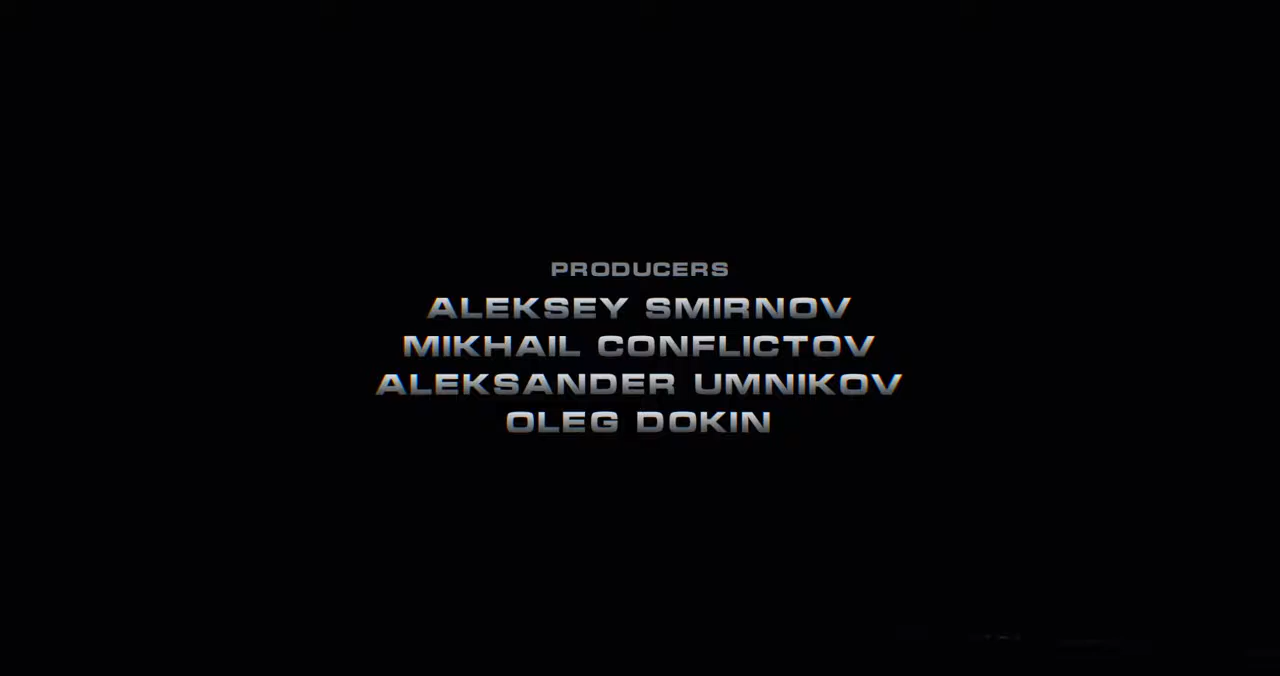 PRODUCERS
ALEKSEY SMIRNOV
MIKHAIL CONFLICTOV
ALEKSANDER UMNIKOV
OLEG DOKIN